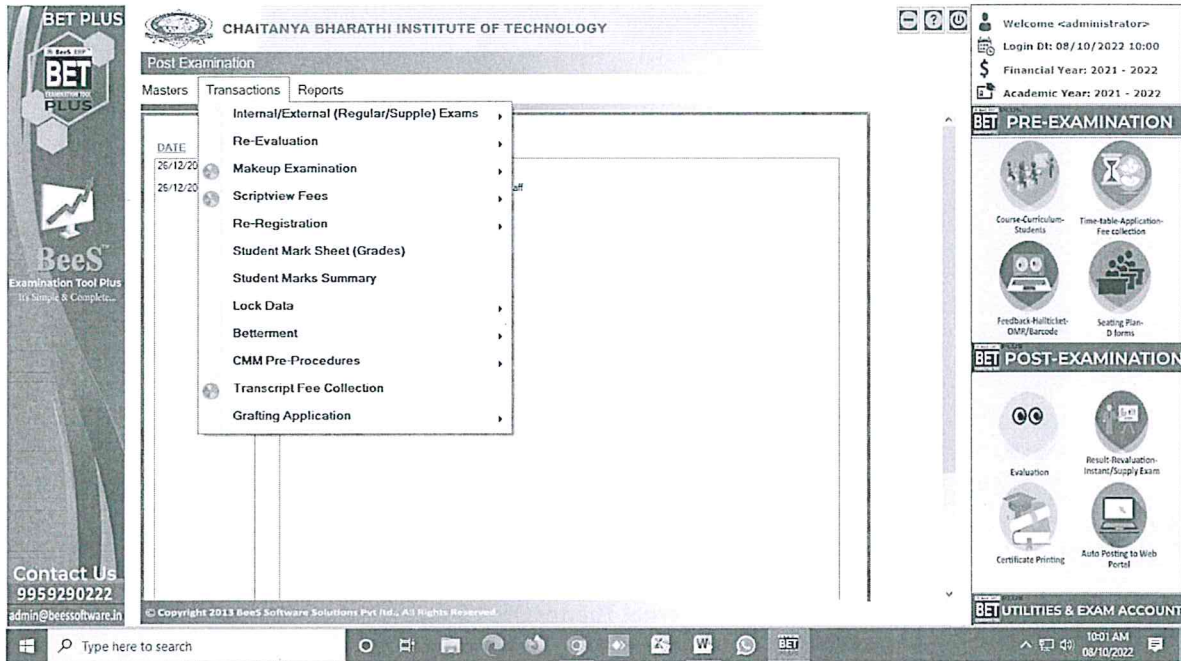 BET PLUS
BeeS ERP
BET
EXAMINATION TOOL
PLUS
BeeS™
Examination Tool Plus
It's Simple & Complete...
Contact Us
9959290222
admin@beessoftware.in
CHAITANYA BHARATHI INSTITUTE OF TECHNOLOGY
Post Examination
Masters Transactions Reports
DATE
26/12/20
26/12/20
aff
Internal/External (Regular/Supple) Exams
Re-Evaluation
Makeup Examination
Scriptview Fees
Re-Registration
Student Mark Sheet (Grades)
Student Marks Summary
Lock Data
Betterment
CMM Pre-Procedures
Transcript Fee Collection
Grafting Application
© Copyright 2013 BeeS Software Solutions Pvt ltd., All Rights Reserved.
Welcome <administrator>
Login Dt: 08/10/2022 10:00
Financial Year: 2021 - 2022
Academic Year: 2021 - 2022
BET PRE-EXAMINATION
Course-Curriculum-
Students
Time-table-Application-
Fee collection
Feedback-Hallticket-
OMR/Barcode
Seating Plan-
D forms
BET POST-EXAMINATION
Evaluation
Result-Revaluation-
Instant/Supply Exam
Certificate Printing
Auto Posting to Web
Portal
BET UTILITIES & EXAM ACCOUNT
Type here to search
BET
10:01 AM
08/10/2022